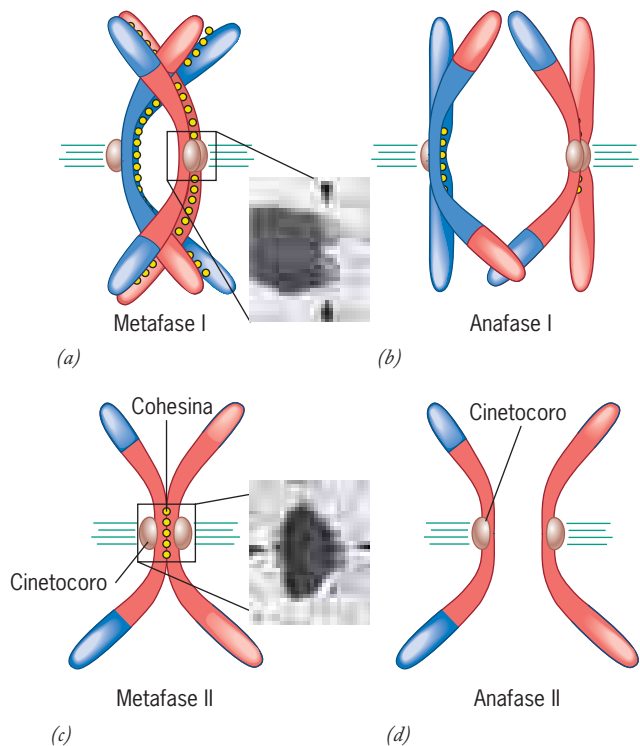 Metafase I
Anafase I
(a)
(b)
Cohesina
Cinetocoro
Cinetocoro
Metafase II
Anafase II
(c)
(d)